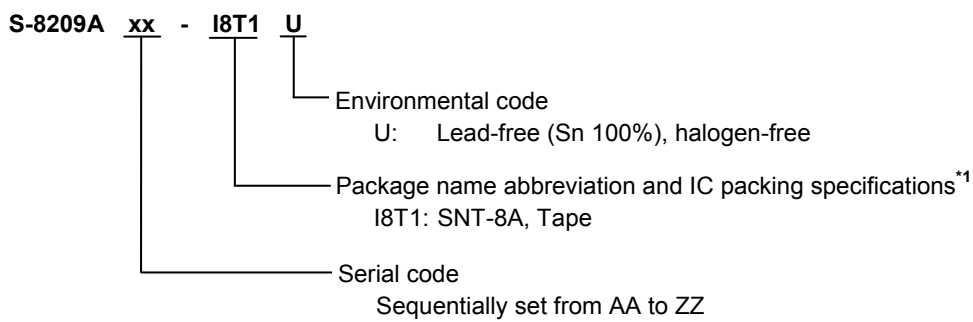 S-8209A xx - I8T1 U
Environmental code
U: Lead-free (Sn 100%), halogen-free
Package name abbreviation and IC packing specifications*1
I8T1: SNT-8A, Tape
Serial code
Sequentially set from AA to ZZ